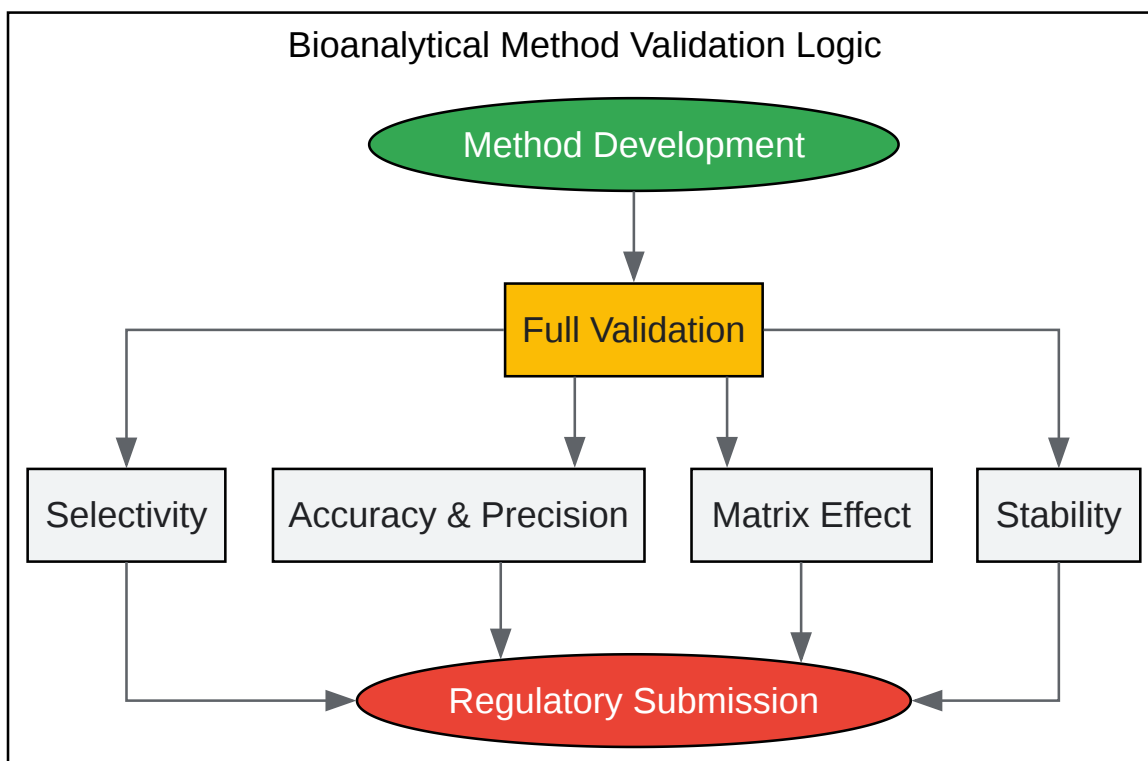 Bioanalytical Method Validation Logic
Method Development
Full Validation
Selectivity
Accuracy & Precision
Matrix Effect
Stability
Regulatory Submission